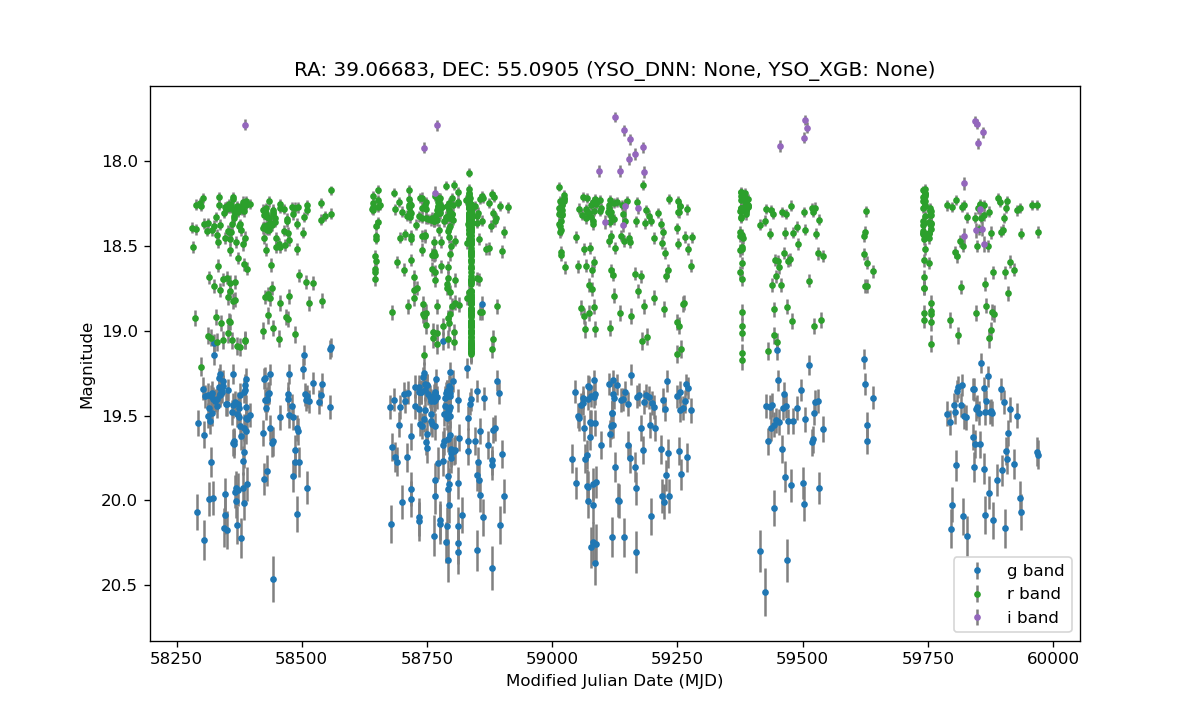 RA: 39.06683, DEC: 55.0905 (YSO_DNN: None, YSO_XGB: None)
Magnitude
18.0
18.5
19.0
19.5
20.0
20.5
g band
r band
i band
58250 58500 58750 59000 59250 59500 59750 60000
Modified Julian Date (MJD)